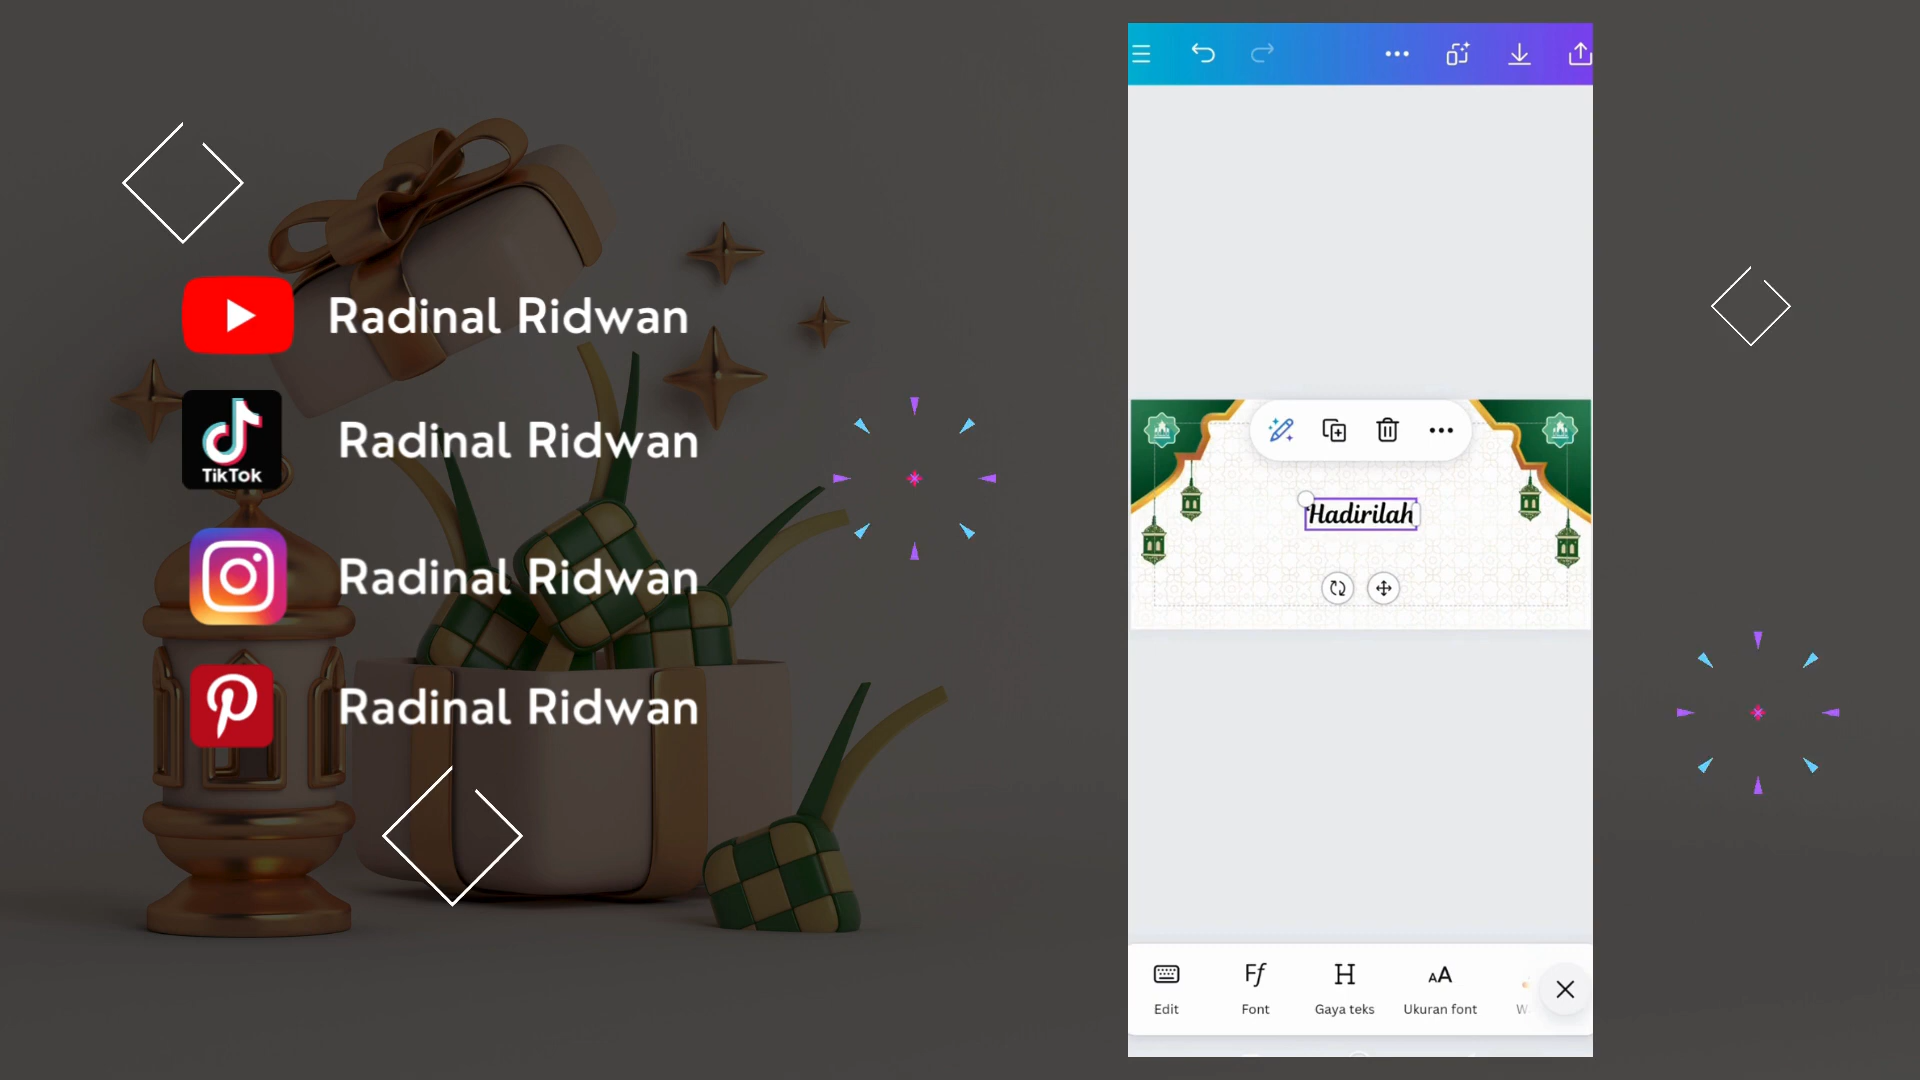 Radinal Ridwan
TikTok
Radinal Ridwan
Radinal Ridwan
Radinal Ridwan
Hadirilah
Edit
Font
Gaya teks
Ukuran font